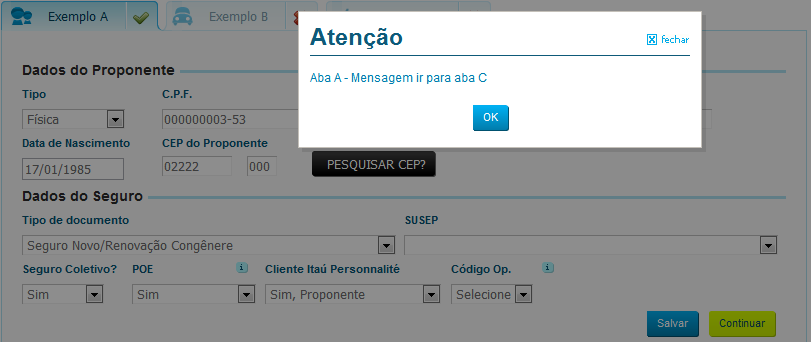 Exemplo A
Exemplo B
Atenção
fechar
Aba A - Mensagem ir para aba C
OK
Dados do Proponente
Tipo
C.P.F.
Física
000000003-53
Data de Nascimento
CEP do Proponente
17/01/1985
02222
000
PESQUISAR CEP?
Dados do Seguro
Tipo de documento
SUSEP
Seguro Novo/Renovação Congênere
Seguro Coletivo?
POE
i
Cliente Itaú Personnalité
Código Op.
i
Sim
Sim
Sim, Proponente
Selecione
Salvar
Continuar